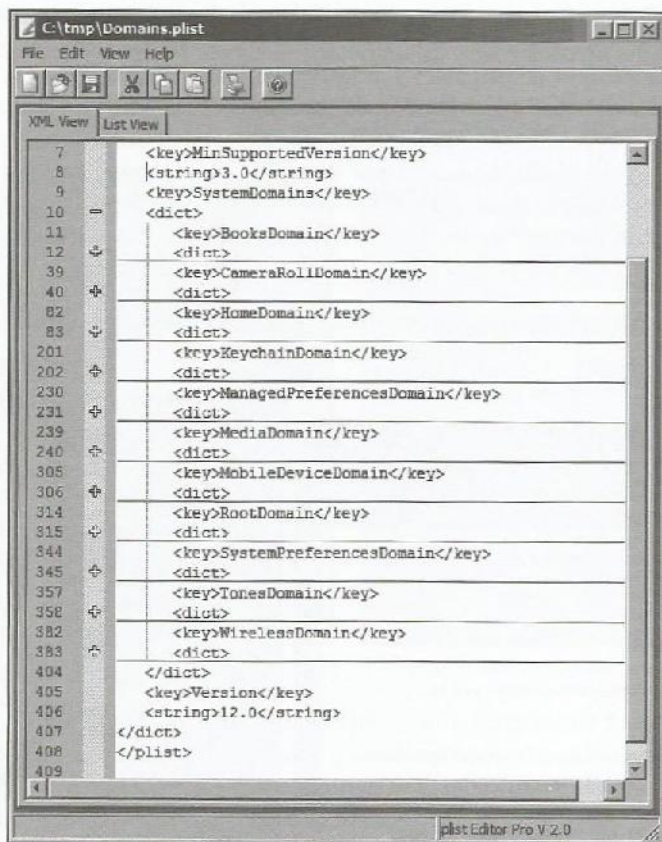 C:\tmp\Domains.plist
File Edit View Help
XML View List View
7 <key>MinSupportedVersion</key>
8 <string>3.0</string>
9 <key>SystemDomains</key>
10 <dict>
11 <key>BooksDomain</key>
12 <dict>
39 <key>CameraRollDomain</key>
40 <dict>
82 <key>HomeDomain</key>
83 <dict>
201 <key>KeychainDomain</key>
202 <dict>
230 <key>ManagedPreferencesDomain</key>
231 <dict>
239 <key>MediaDomain</key>
240 <dict>
305 <key>MobileDeviceDomain</key>
306 <dict>
314 <key>RootDomain</key>
315 <dict>
344 <key>SystemPreferencesDomain</key>
345 <dict>
357 <key>TonesDomain</key>
358 <dict>
382 <key>WirelessDomain</key>
383 <dict>
404 </dict>
405 <key>Version</key>
406 <string>12.0</string>
407 </dict>
408 </plist>
409
plist Editor Pro V 2.0